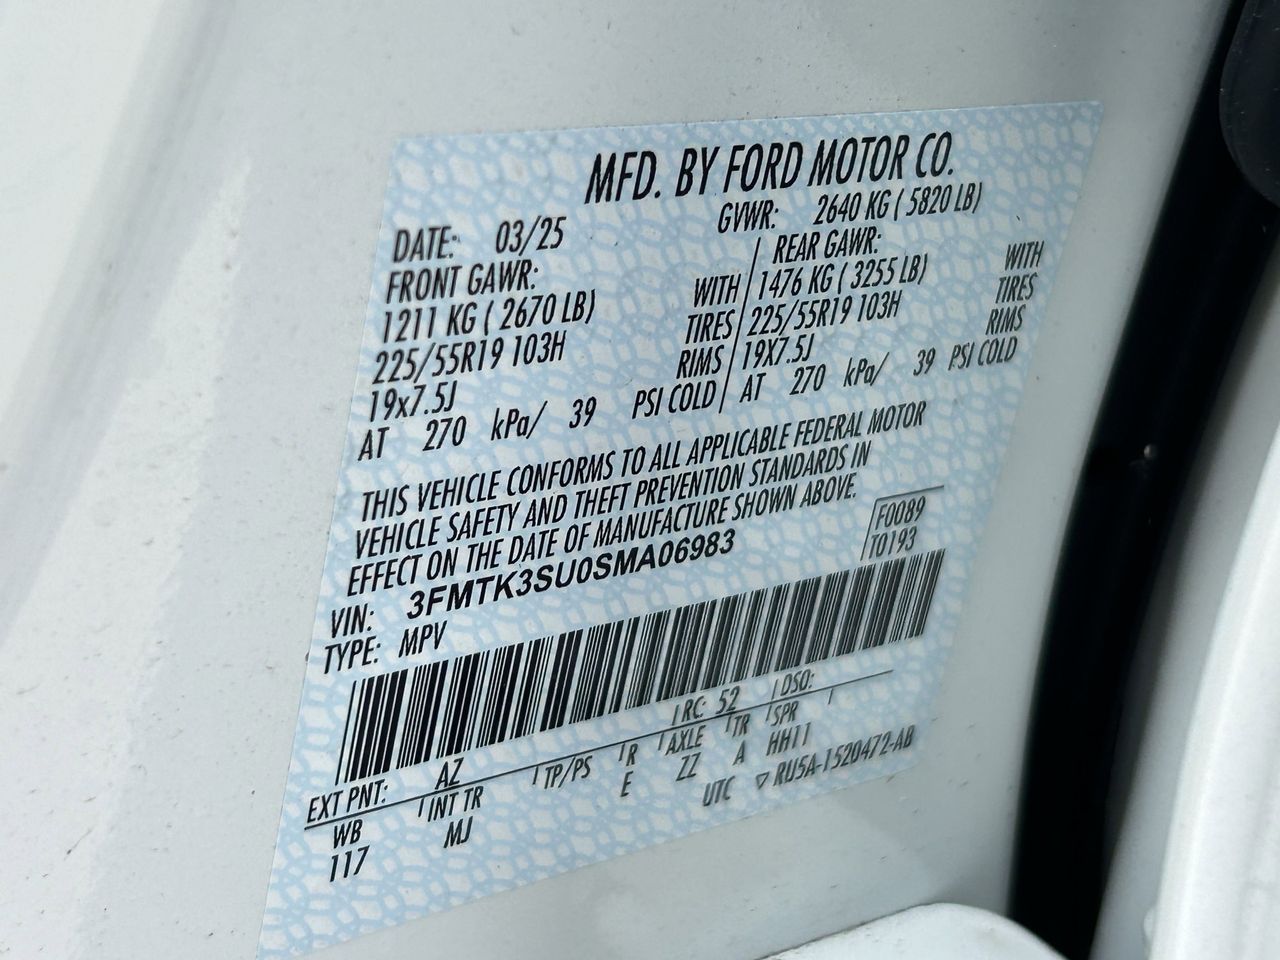 MFD. BY FORD MOTOR CO.
DATE: 03/25 GVWR: 2640 KG ( 5820 LB)
FRONT GAWR: REAR GAWR:
1211 KG ( 2670 LB) WITH 1476 KG ( 3255 LB) WITH
225/55R19 103H TIRES 225/55R19 103H TIRES
19x7.5J RIMS 19X7.5J RIMS
AT 270 kPa/ 39 PSI COLD AT 270 kPa/ 39 PSI COLD
THIS VEHICLE CONFORMS TO ALL APPLICABLE FEDERAL MOTOR
VEHICLE SAFETY AND THEFT PREVENTION STANDARDS IN
EFFECT ON THE DATE OF MANUFACTURE SHOWN ABOVE.
F0089
VIN: 3FMTK3SU0SMA06983 T0193
TYPE: MPV
EXT PNT: AZ RC: 52 DSO:
WB INT TR TP/PS R AXLE TR SPR
117 MJ E ZZ A HH11
UTC ▽ RU5A-1520472-AB